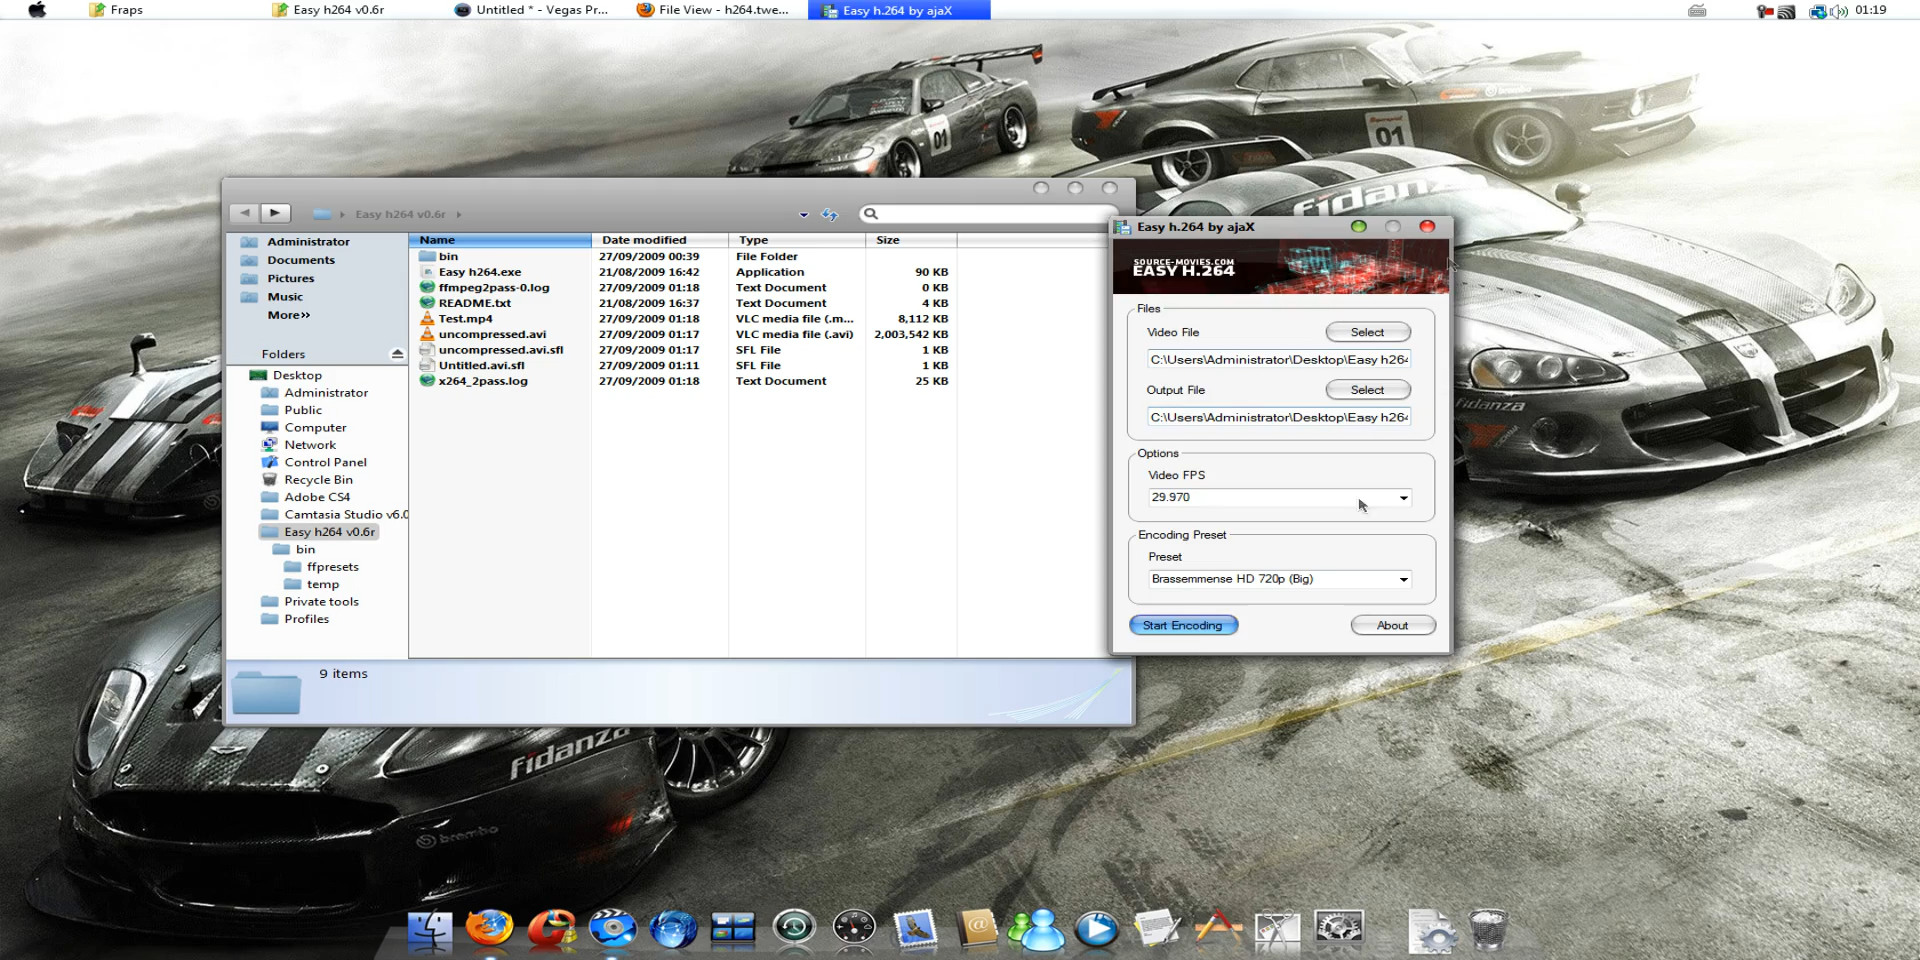 Fraps
Easy h264 v0.6r
Untitled * - Vegas Pr...
File View - h264.twe...
Easy h.264 by ajaX
01:19
01
01
brembo
fidanza
fidanza
Easy h264 v0.6r
Administrator
Documents
Pictures
Music
More»
Folders
Desktop
Administrator
Public
Computer
Network
Control Panel
Recycle Bin
Adobe CS4
Camtasia Studio v6.0
Easy h264 v0.6r
bin
ffpresets
temp
Private tools
Profiles
Name Date modified Type Size
bin 27/09/2009 00:39 File Folder
Easy h264.exe 21/08/2009 16:42 Application 90 KB
ffmpeg2pass-0.log 27/09/2009 01:18 Text Document 0 KB
README.txt 21/08/2009 16:37 Text Document 4 KB
Test.mp4 27/09/2009 01:18 VLC media file (.m... 8,112 KB
uncompressed.avi 27/09/2009 01:17 VLC media file (.avi) 2,003,542 KB
uncompressed.avi.sfl 27/09/2009 01:17 SFL File 1 KB
Untitled.avi.sfl 27/09/2009 01:11 SFL File 1 KB
x264_2pass.log 27/09/2009 01:18 Text Document 25 KB
9 items
Easy h.264 by ajaX
SOURCE-MOVIES.COM
EASY H.264
Files
Video File Select
C:\Users\Administrator\Desktop\Easy h264
Output File Select
C:\Users\Administrator\Desktop\Easy h264
Options
Video FPS
29.970
Encoding Preset
Preset
Brassemmense HD 720p (Big)
Start Encoding About
fidanza
brembo